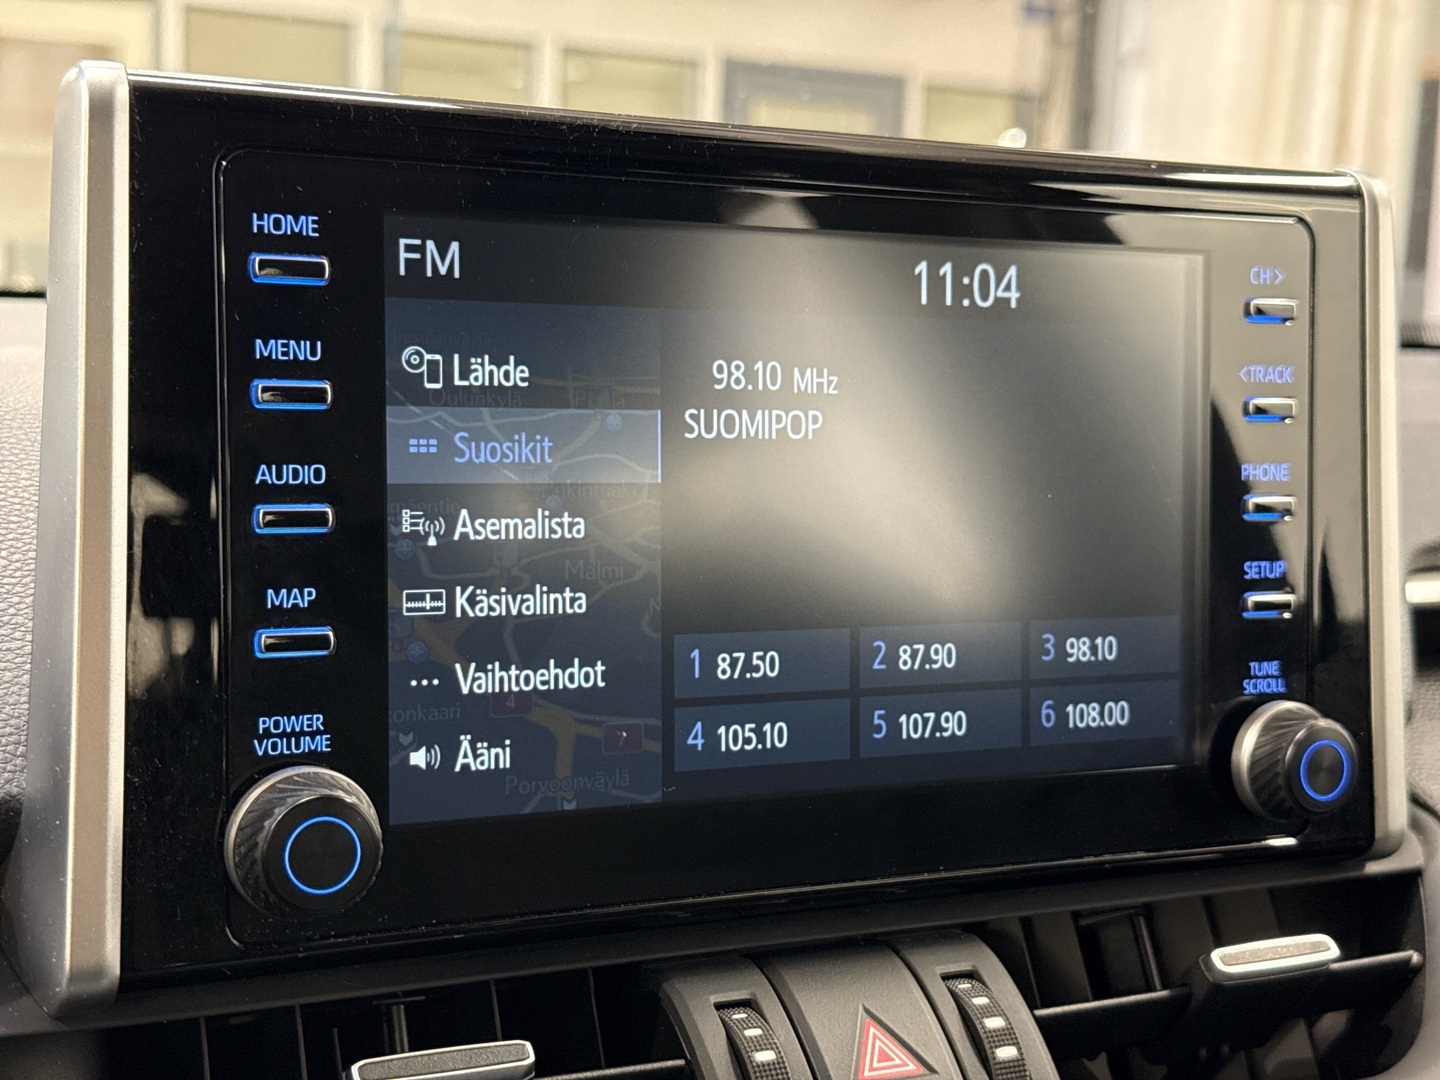 HOME
MENU
AUDIO
MAP
POWER
VOLUME
FM
11:04
Lähde
Oulunkylä
Suosikit
Asemalista
Malmi
Käsivalinta
Vaihtoehdot
4
7
Ääni
Porvoonväylä
98.10 MHz
SUOMIPOP
1 87.50
2 87.90
3 98.10
4 105.10
5 107.90
6 108.00
CH>
<TRACK
PHONE
SETUP
TUNE
SCROLL